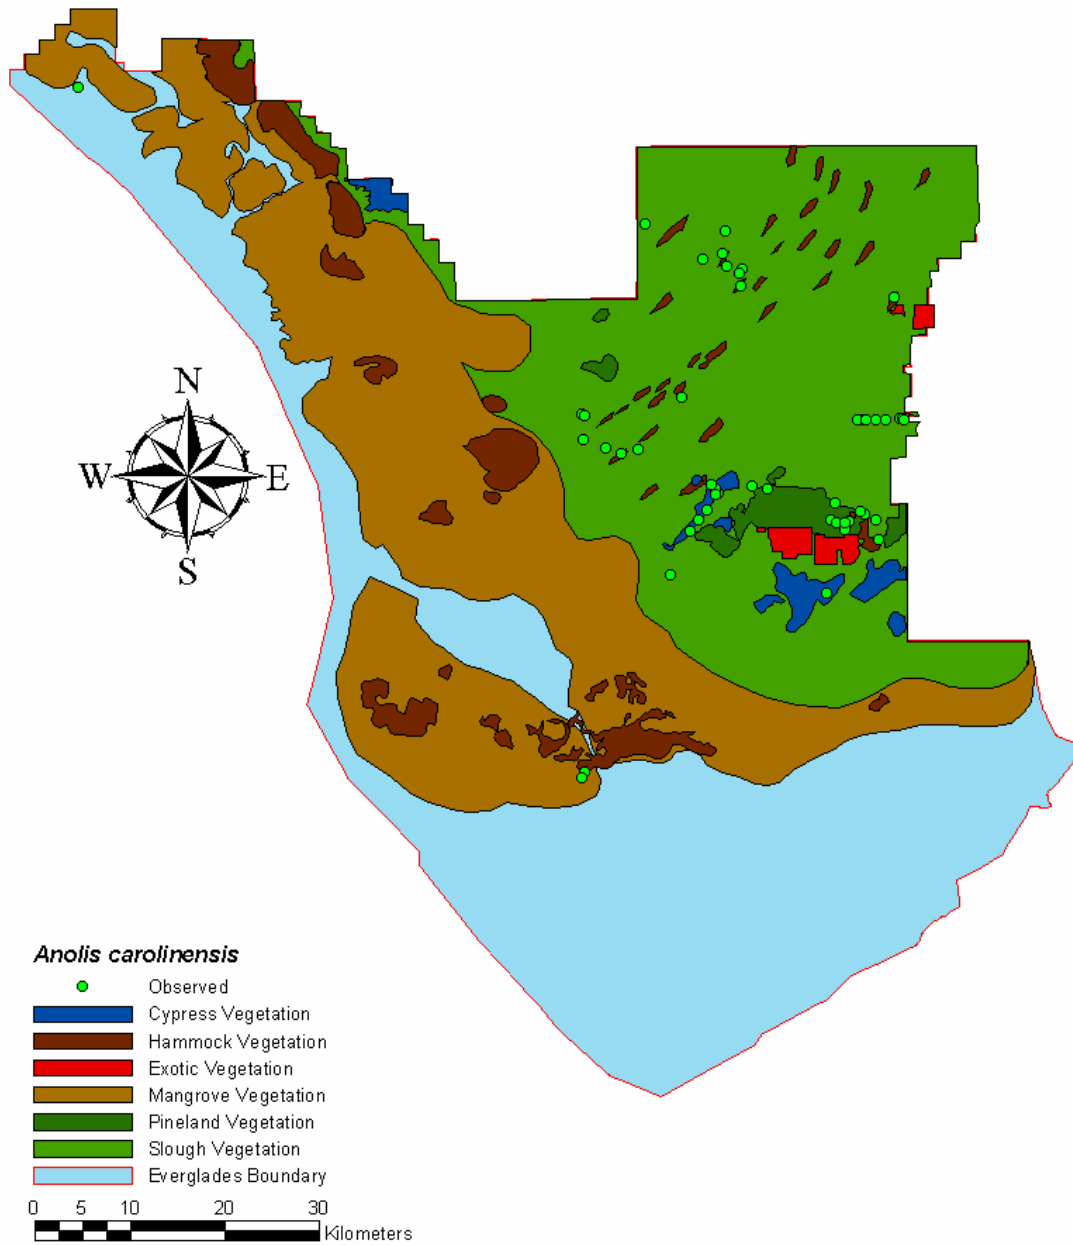 N
W E
S
Anolis carolinensis
Observed
Cypress Vegetation
Hammock Vegetation
Exotic Vegetation
Mangrove Vegetation
Pineland Vegetation
Slough Vegetation
Everglades Boundary
0 5 10 20 30
Kilometers